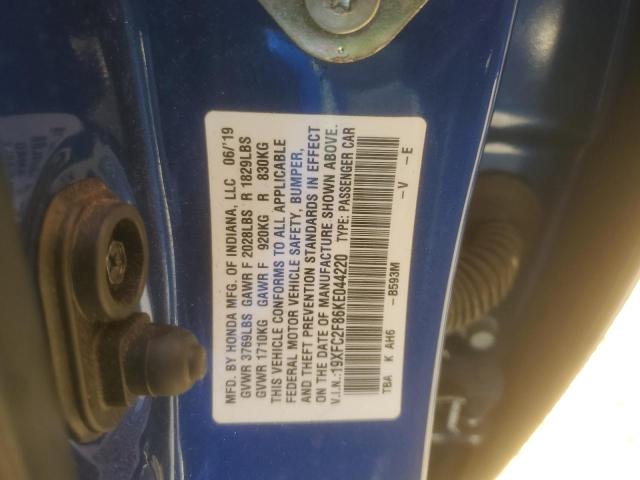 MFD. BY HONDA MFG. OF INDIANA, LLC 06/'19
GVWR 3769LBS GAWR F 2028LBS R 1829LBS
GVWR 1710KG GAWR F 920KG R 830KG
THIS VEHICLE CONFORMS TO ALL APPLICABLE
FEDERAL MOTOR VEHICLE SAFETY, BUMPER,
AND THEFT PREVENTION STANDARDS IN EFFECT
ON THE DATE OF MANUFACTURE SHOWN ABOVE.
V.I.N.:19XFC2F86KE044220 TYPE: PASSENGER CAR
TBA K AH6 -B593M -V -E